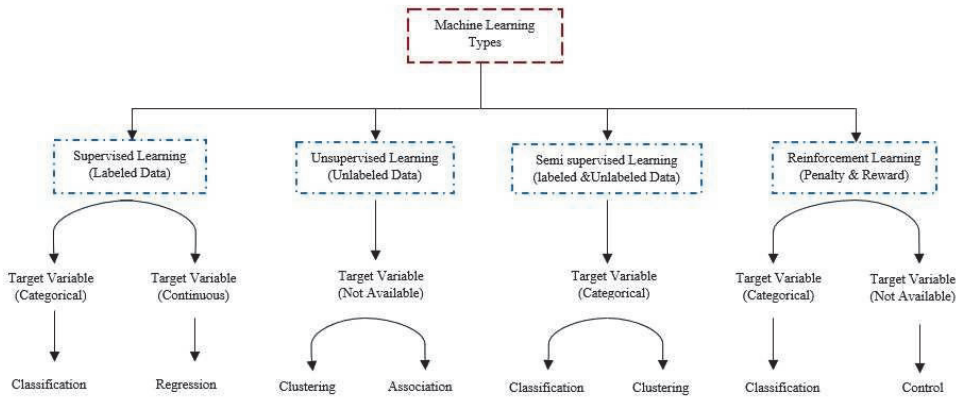 Machine Learning
Types
Supervised Learning
(Labeled Data)
Unsupervised Learning
(Unlabeled Data)
Semi supervised Learning
(labeled &Unlabeled Data)
Reinforcement Learning
(Penalty & Reward)
Target Variable
(Categorical)
Target Variable
(Continuous)
Target Variable
(Not Available)
Target Variable
(Categorical)
Target Variable
(Categorical)
Target Variable
(Not Available)
Classification
Regression
Clustering
Association
Classification
Clustering
Classification
Control